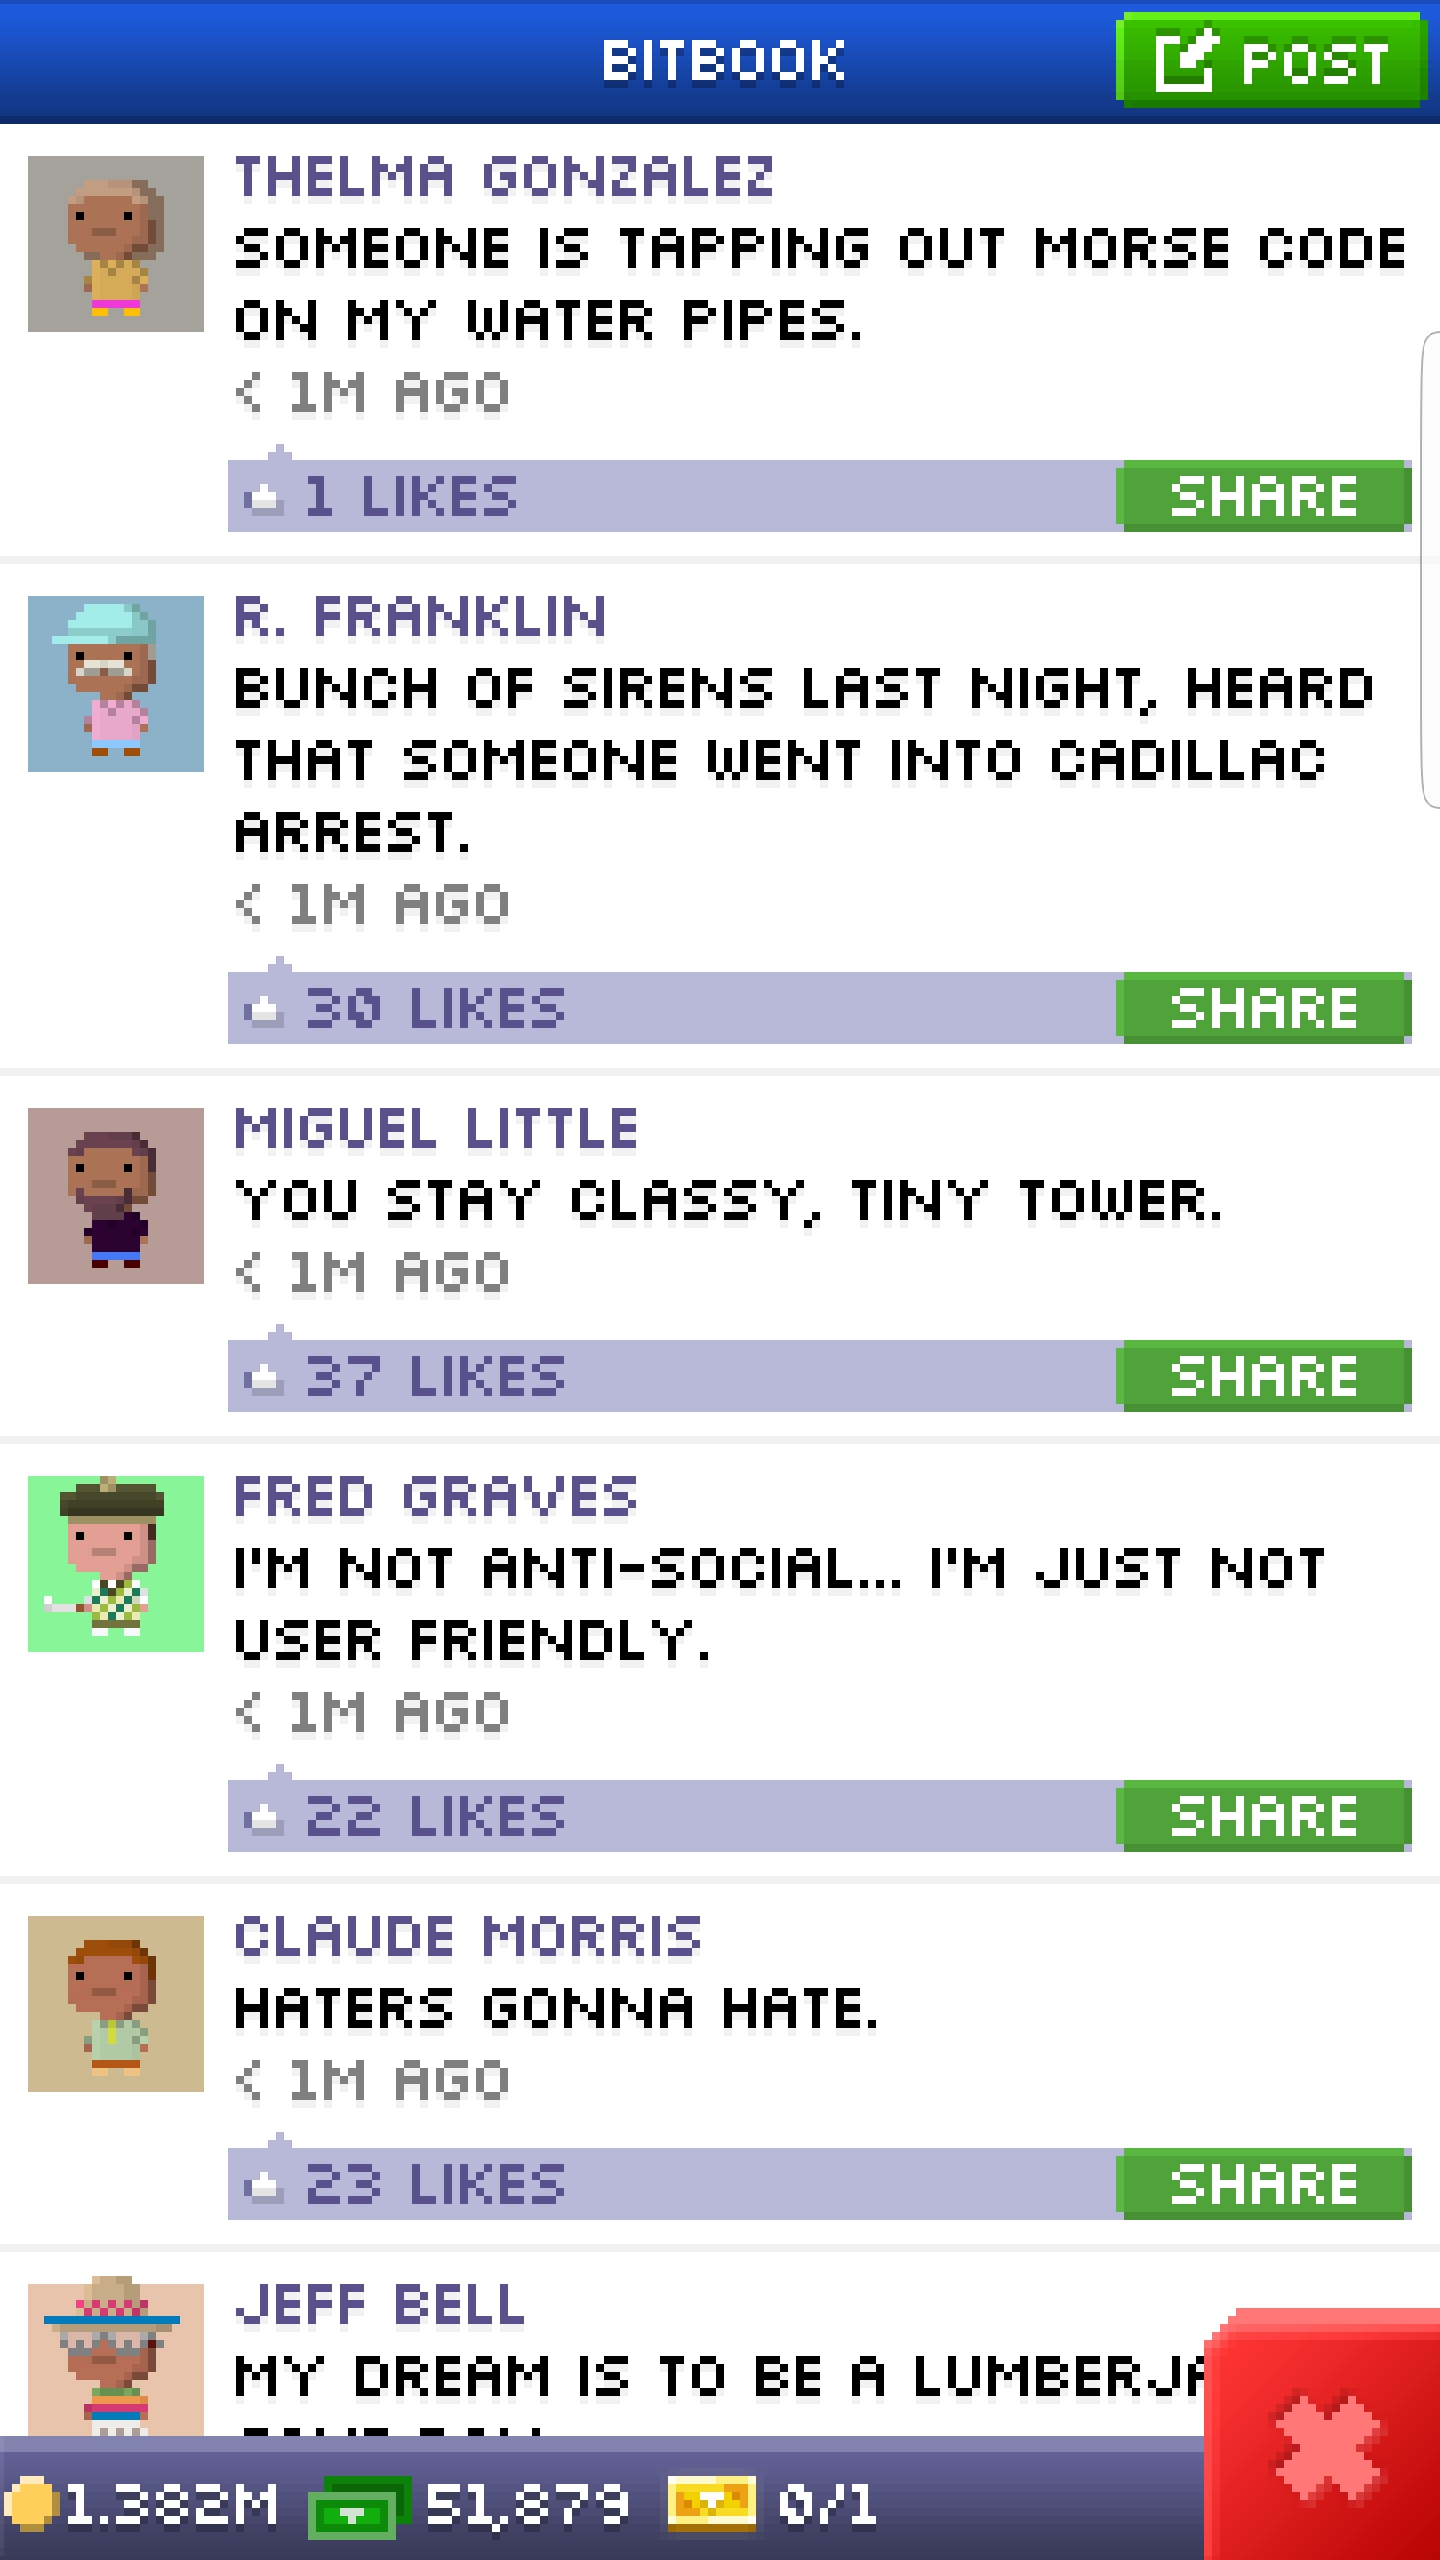 BITBOOK
POST
THELMA GONZALEZ
SOMEONE IS TAPPING OUT MORSE CODE
ON MY WATER PIPES.
< 1M AGO
1 LIKES
SHARE
R. FRANKLIN
BUNCH OF SIRENS LAST NIGHT, HEARD
THAT SOMEONE WENT INTO CADILLAC
ARREST.
< 1M AGO
30 LIKES
SHARE
MIGUEL LITTLE
YOU STAY CLASSY, TINY TOWER.
< 1M AGO
37 LIKES
SHARE
FRED GRAVES
I'M NOT ANTI-SOCIAL... I'M JUST NOT
USER FRIENDLY.
< 1M AGO
22 LIKES
SHARE
CLAUDE MORRIS
HATERS GONNA HATE.
< 1M AGO
23 LIKES
SHARE
JEFF BELL
MY DREAM IS TO BE A
1.382M
51,879
0/1